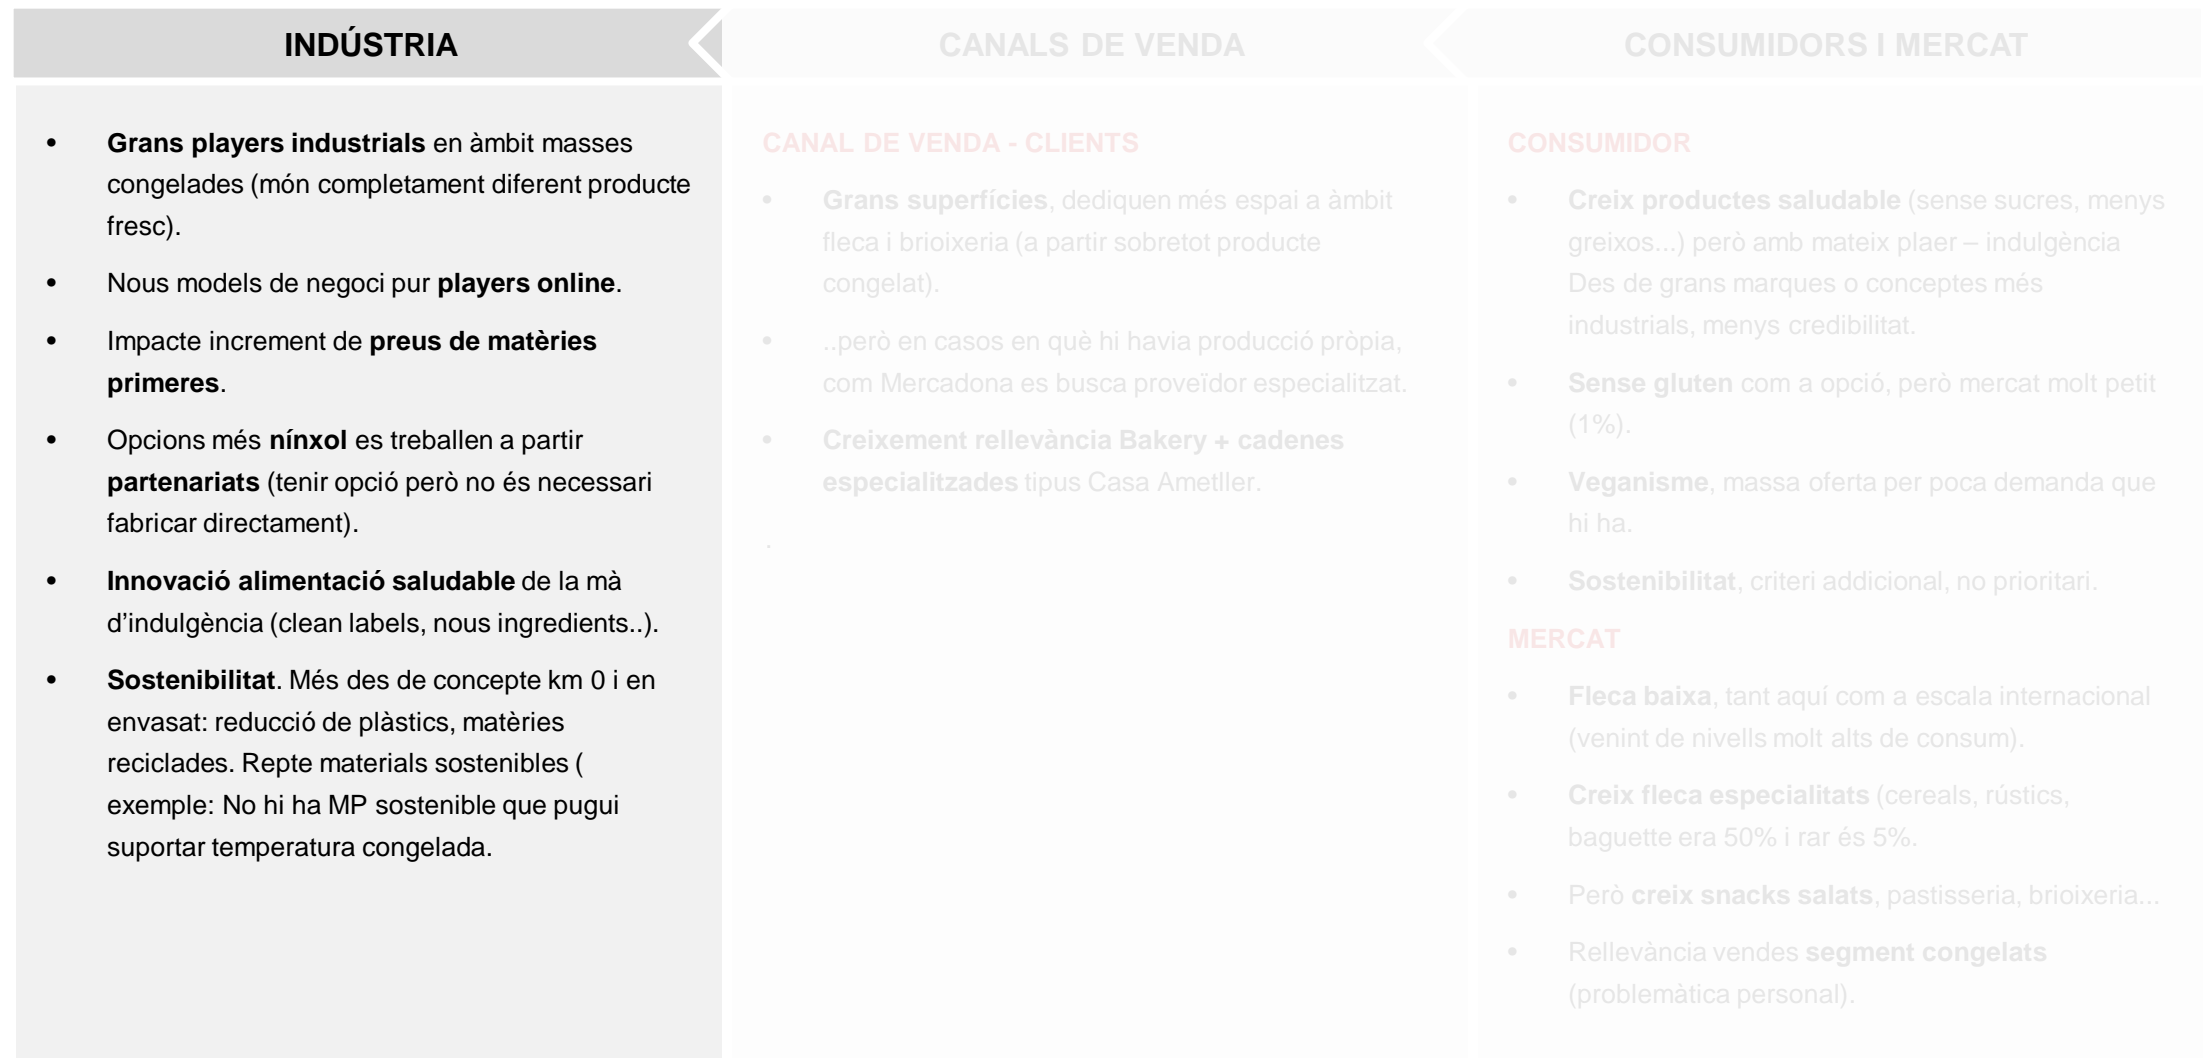 INDÚSTRIA
• Grans players industrials en àmbit masses
congelades (món completament diferent producte
fresc).
• Nous models de negoci pur players online.
• Impacte increment de preus de matèries
primeres.
• Opcions més nínxol es treballen a partir
partenariats (tenir opció però no és necessari
fabricar directament).
• Innovació alimentació saludable de la mà
d’indulgència (clean labels, nous ingredients..).
• Sostenibilitat. Més des de concepte km 0 i en
envasat: reducció de plàstics, matèries
reciclades. Repte materials sostenibles (
exemple: No hi ha MP sostenible que pugui
suportar temperatura congelada.
CANALS DE VENDA
CANAL DE VENDA - CLIENTS
• Grans superfícies, dediquen més espai a àmbit
fleca i brioixeria (a partir sobretot producte
congelat).
• ..però en casos en què hi havia producció pròpia,
com Mercadona es busca proveïdor especialitzat.
• Creixement rellevància Bakery + cadenes
especialitzades tipus Casa Ametller.
.
CONSUMIDORS I MERCAT
CONSUMIDOR
• Creix productes saludable (sense sucres, menys
greixos...) però amb mateix plaer – indulgència
Des de grans marques o conceptes més
industrials, menys credibilitat.
• Sense gluten com a opció, però mercat molt petit
(1%).
• Veganisme, massa oferta per poca demanda que
hi ha.
• Sostenibilitat, criteri addicional, no prioritari.
MERCAT
• Fleca baixa, tant aquí com a escala internacional
(venint de nivells molt alts de consum).
• Creix fleca especialitats (cereals, rústics,
baguette era 50% i rar és 5%.
• Però creix snacks salats, pastisseria, brioixeria...
• Rellevància vendes segment congelats
(problemàtica personal).